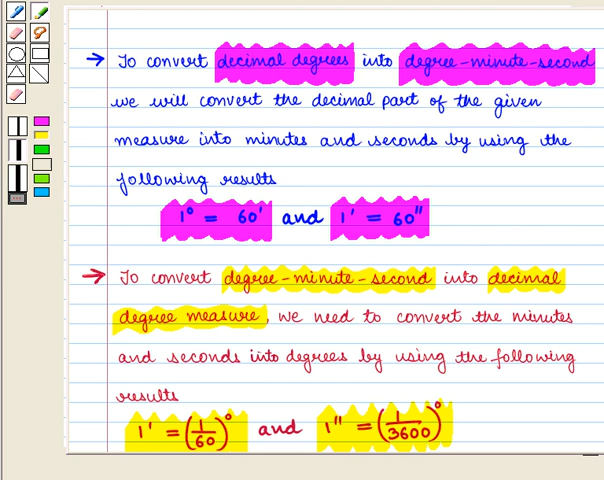 → To convert decimal degrees into degree-minute-second
we will convert the decimal part of the given
measure into minutes and seconds by using the
following results
1° = 60' and 1' = 60"
→ To convert degree-minute-second into decimal
degree measure, we need to convert the minutes
and seconds into degrees by using the following
results
1' = (1/60)° and 1" = (1/3600)°